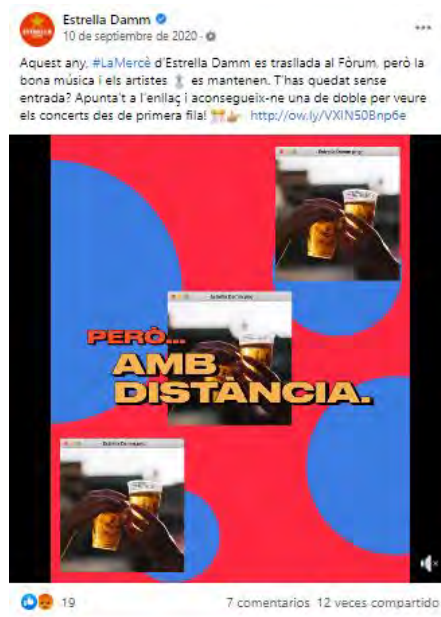 Estrella Damm
10 de septiembre de 2020 ·
Aquest any, #LaMercè d'Estrella Damm es trasllada al Fòrum, però la
bona música i els artistes es mantenen. T'has quedat sense
entrada? Apunta't a l'enllaç i aconsegueix-ne una de doble per veure
els concerts des de primera fila! http://ow.ly/VXIN50Bnp6e
PERÒ...
AMB
DISTÀNCIA.
19
7 comentarios 12 veces compartido